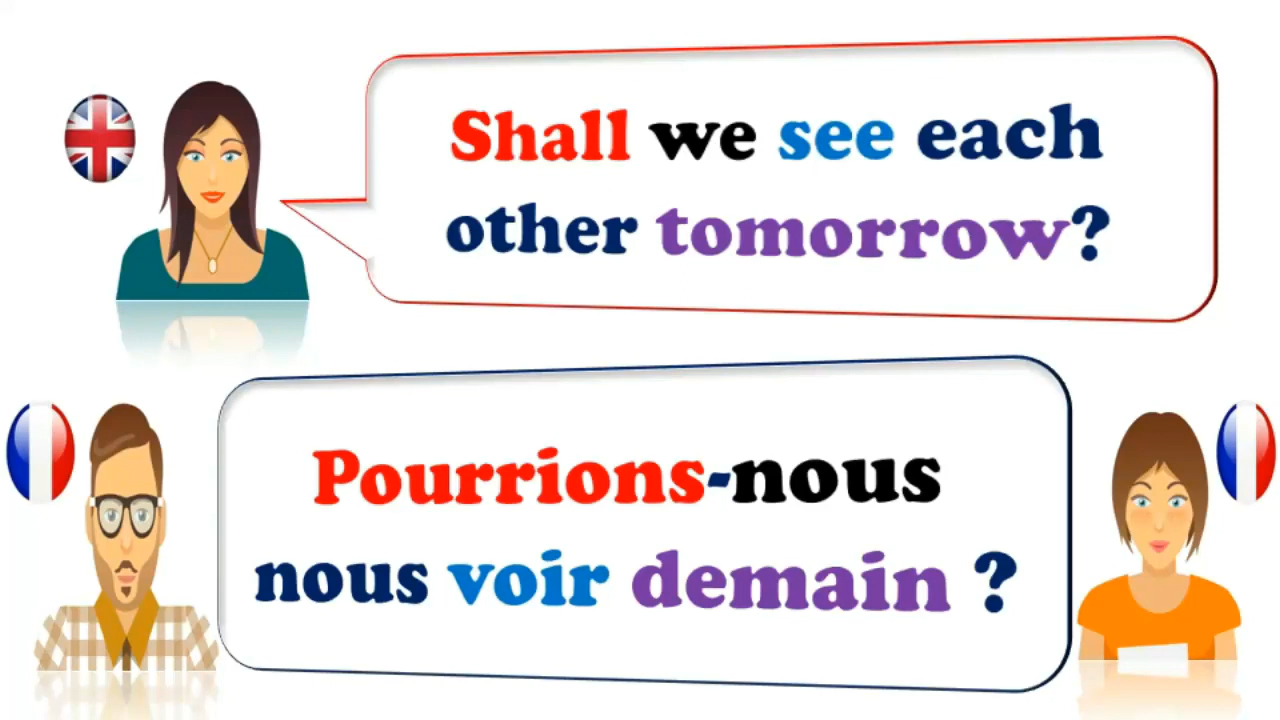 Shall we see each
other tomorrow?
Pourrions-nous
nous voir demain ?